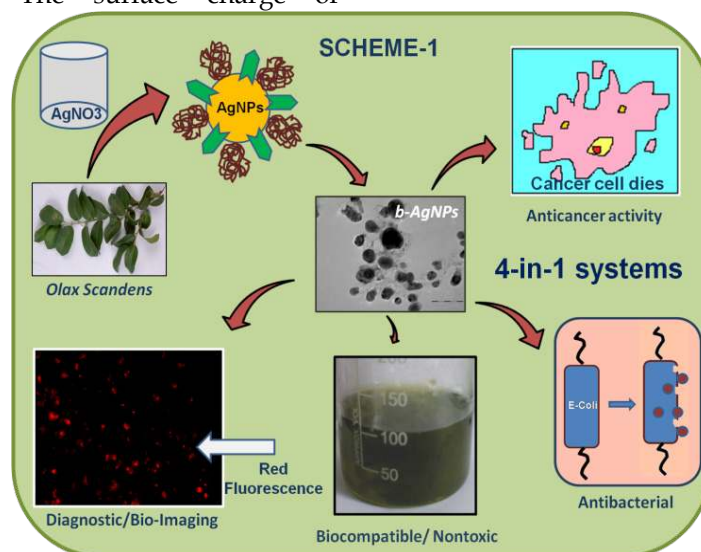 The surface charge of
SCHEME-1
AgNO3
AgNPs
Cancer cell dies
Anticancer activity
b-AgNPs
Olax Scandens
4-in-1 systems
150
100
50
E-Coli
Red
Fluorescence
Diagnostic/Bio-Imaging
Biocompatible/ Nontoxic
Antibacterial